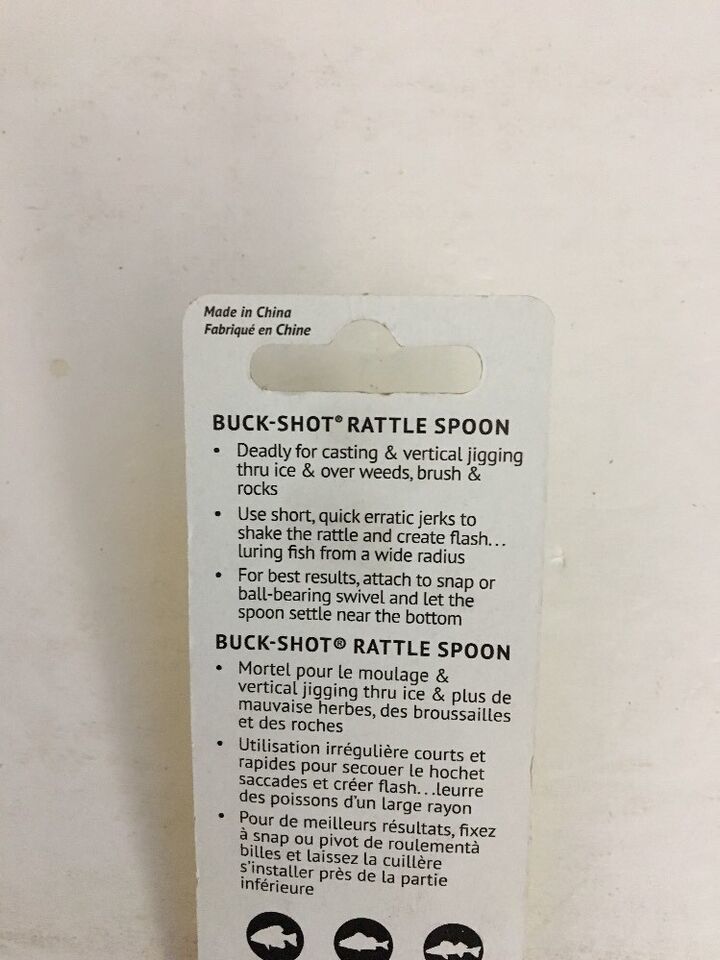 Made in China
Fabriqué en Chine
BUCK-SHOT® RATTLE SPOON
• Deadly for casting & vertical jigging
thru ice & over weeds, brush &
rocks
• Use short, quick erratic jerks to
shake the rattle and create flash...
luring fish from a wide radius
• For best results, attach to snap or
ball-bearing swivel and let the
spoon settle near the bottom
BUCK-SHOT® RATTLE SPOON
• Mortel pour le moulage &
vertical jigging thru ice & plus de
mauvaise herbes, des broussailles
et des roches
• Utilisation irrégulière courts et
rapides pour secouer le hochet
saccades et créer flash...leurre
des poissons d'un large rayon
• Pour de meilleurs résultats, fixez
à snap ou pivot de roulementà
billes et laissez la cuillère
s'installer près de la partie
inférieure